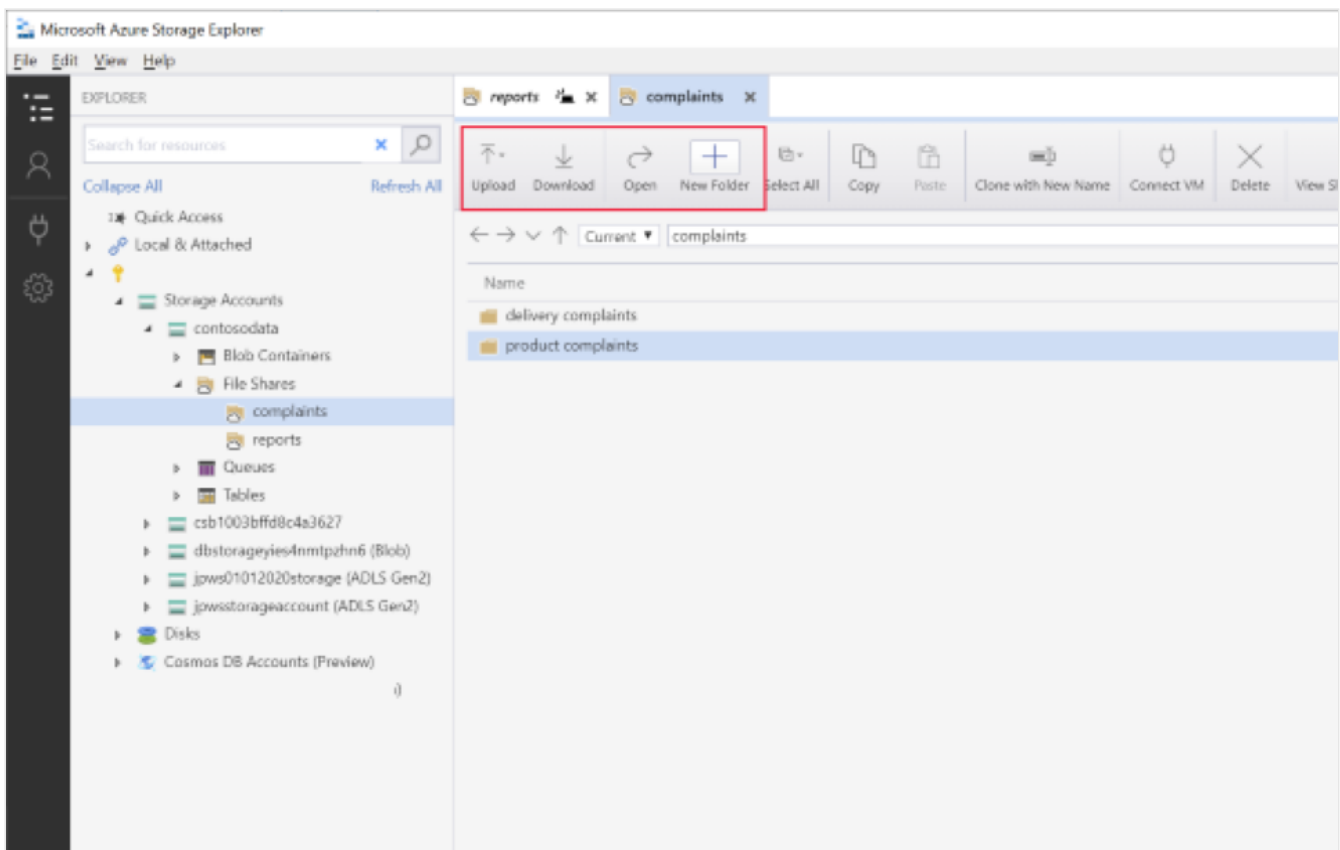 Microsoft Azure Storage Explorer
File Edit View Help
EXPLORER
Search for resources
Collapse All Refresh All
Quick Access
Local & Attached
Storage Accounts
contosodata
Blob Containers
File Shares
complaints
reports
Queues
Tables
csb1003bffd8c4a3627
dbstorageyies4nmtpzhn6 (Blob)
jpws01012020storage (ADLS Gen2)
jpwsstorageaccount (ADLS Gen2)
Disks
Cosmos DB Accounts (Preview)
reports complaints
Upload Download Open New Folder Select All Copy Paste Clone with New Name Connect VM Delete View
Current complaints
Name
delivery complaints
product complaints